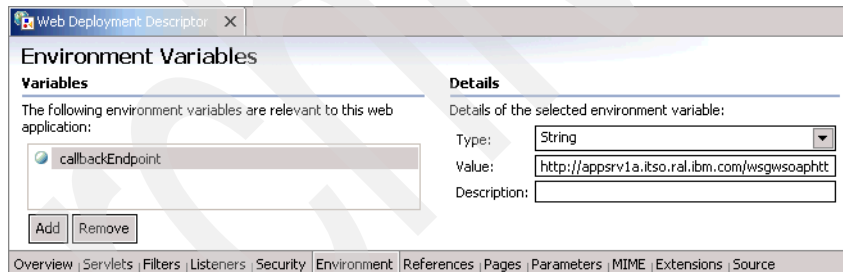 Web Deployment Descriptor X
Environment Variables
Variables
The following environment variables are relevant to this web
application:
callbackEndpoint
Add Remove
Details
Details of the selected environment variable:
Type: String
Value: http://appsrv1a.itso.ral.ibm.com/wsgwsoaphtt
Description:
Overview Servlets Filters Listeners Security Environment References Pages Parameters MIME Extensions Source